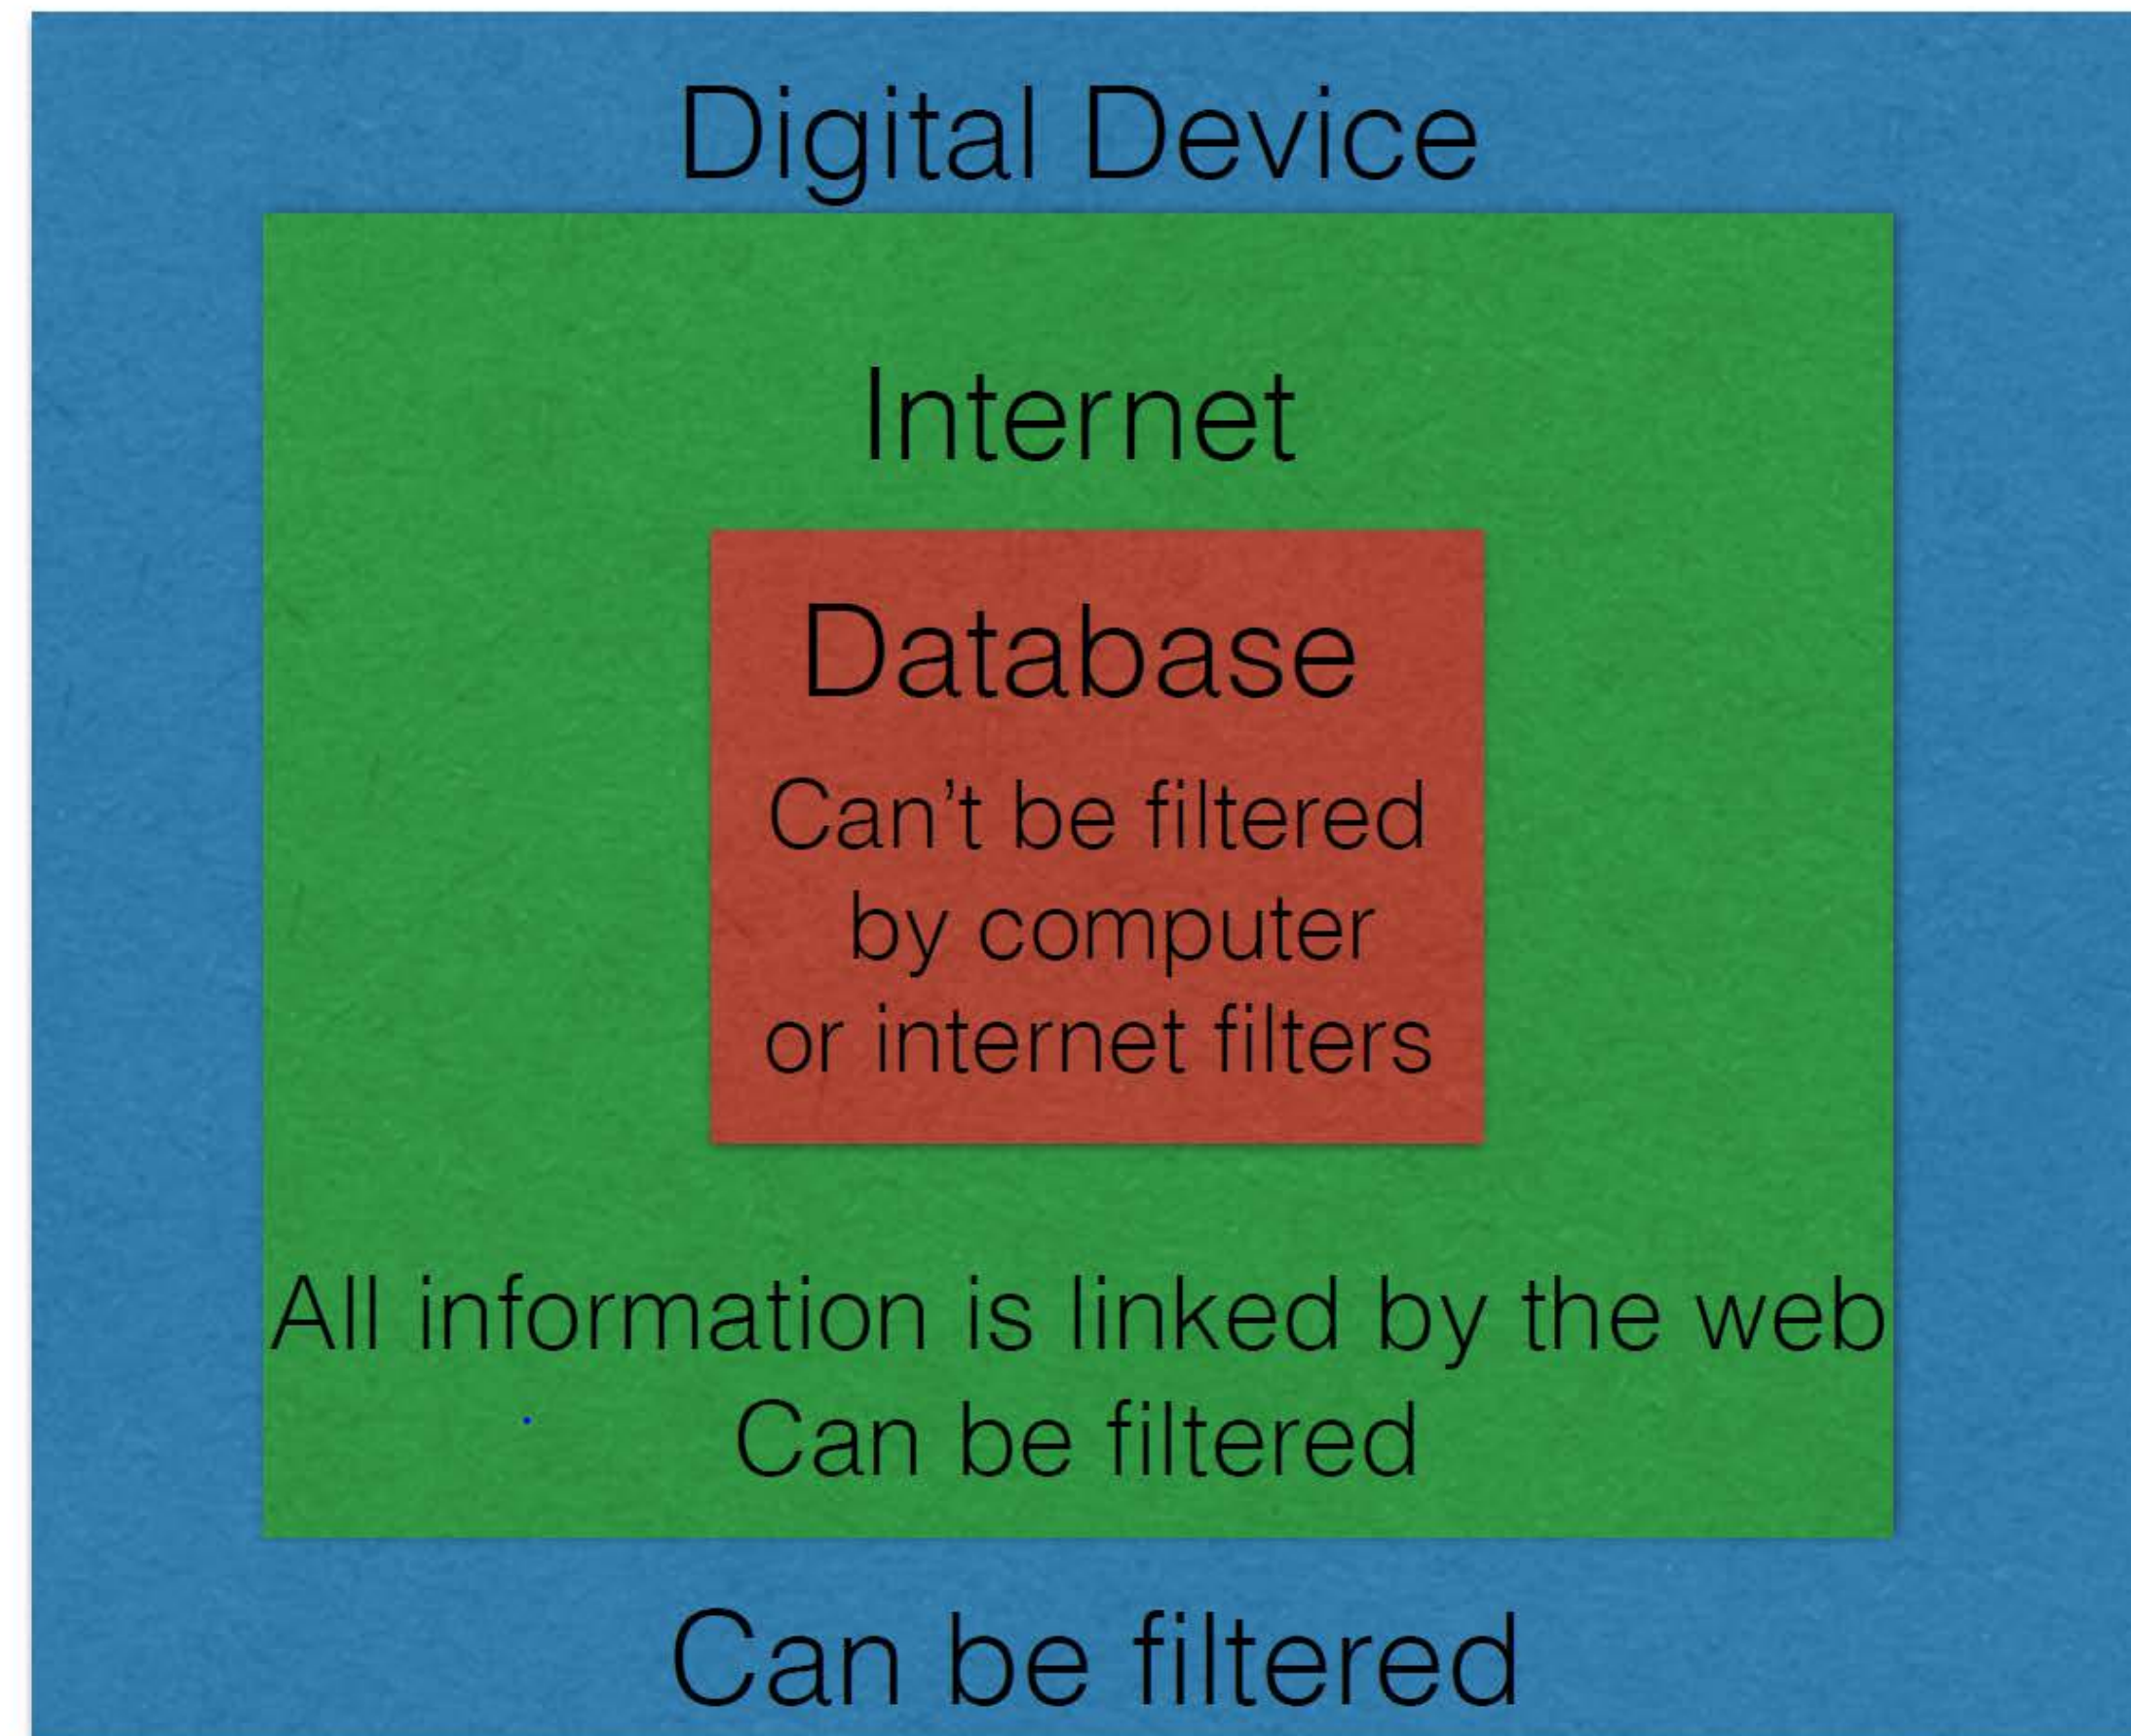 Digital Device
Internet
Database
Can't be filtered
by computer
or internet filters
All information is linked by the web
Can be filtered
Can be filtered